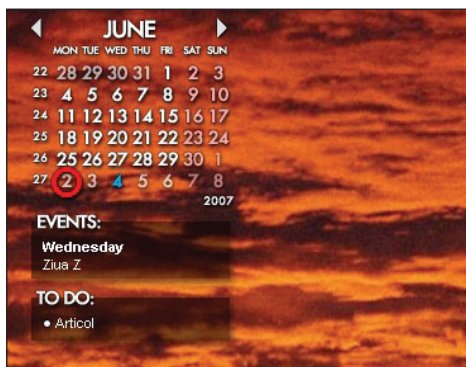 JUNE
MON TUE WED THU FRI SAT SUN
22 28 29 30 31 1 2 3
23 4 5 6 7 8 9 10
24 11 12 13 14 15 16 17
25 18 19 20 21 22 23 24
26 25 26 27 28 29 30 1
27 2 3 4 5 6 7 8
2007
EVENTS:
Wednesday
Ziua Z
TO DO:
• Articol